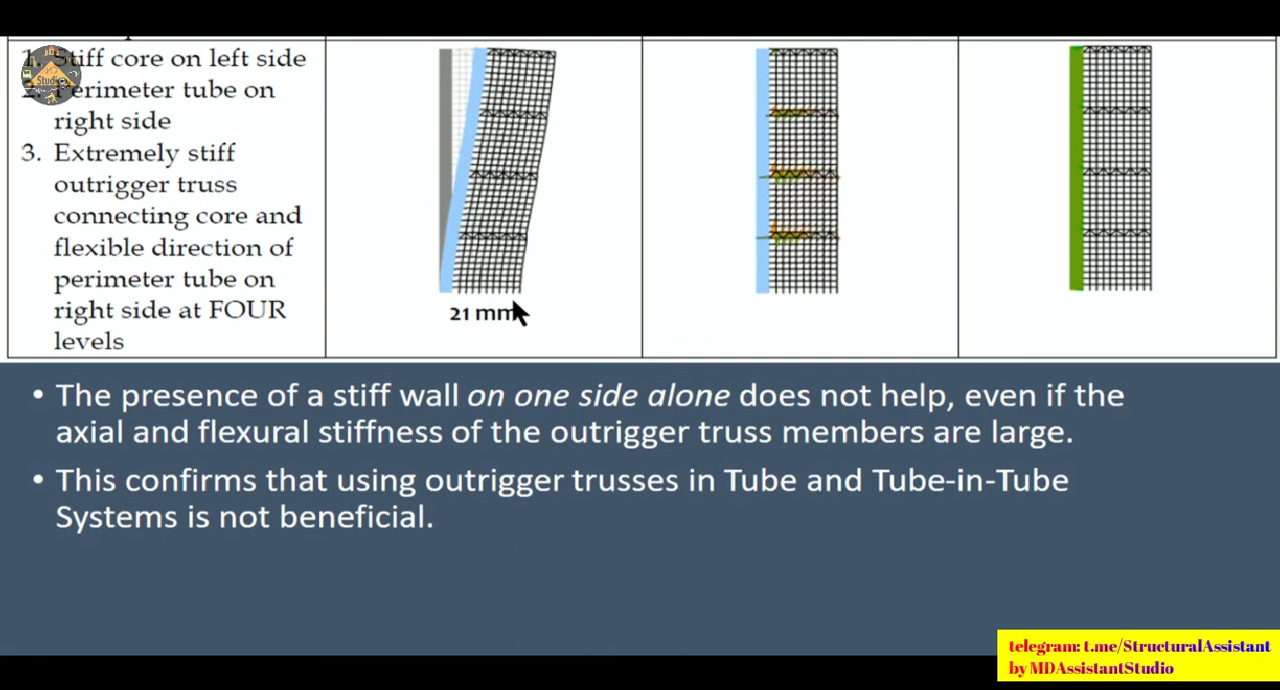 1. Stiff core on left side
2. Perimeter tube on
right side
3. Extremely stiff
outrigger truss
connecting core and
flexible direction of
perimeter tube on
right side at FOUR
levels
21 mm
• The presence of a stiff wall on one side alone does not help, even if the
axial and flexural stiffness of the outrigger truss members are large.
• This confirms that using outrigger trusses in Tube and Tube-in-Tube
Systems is not beneficial.
Studio
telegram: t.me/StructuralAssistant
by MDAssistantStudio